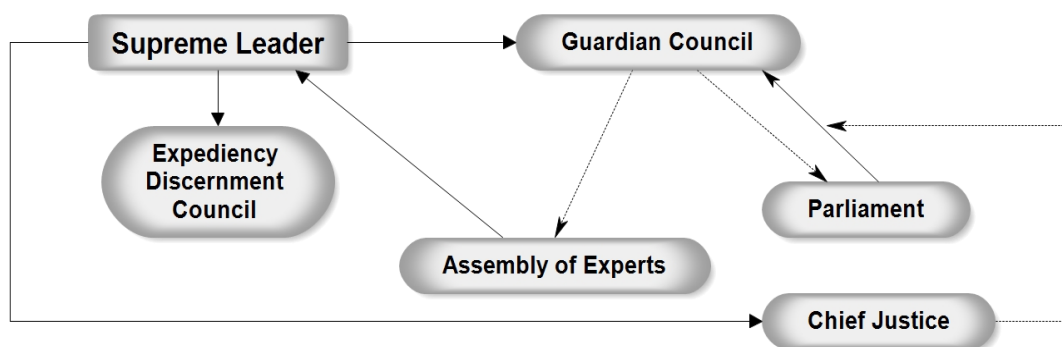 Supreme Leader
Guardian Council
Expediency
Discernment
Council
Parliament
Assembly of Experts
Chief Justice